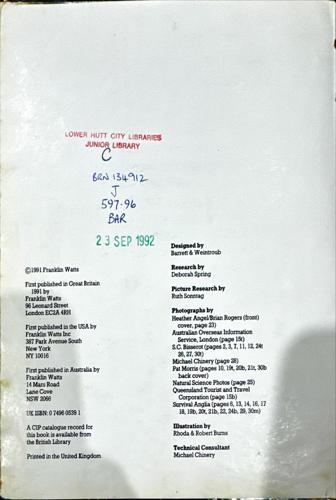 LOWER HUTT CITY LIBRARIES
JUNIOR LIBRARY
C
BRN 134912
J
597.96
BAR
23 SEP 1992
©1991 Franklin Watts
First published in Great Britain
1991 by
Franklin Watts
96 Leonard Street
London EC2A 4RH
First published in the USA by
Franklin Watts Inc
387 Park Avenue South
New York
NY 10016
First published in Australia by
Franklin Watts
14 Mars Road
Lane Cove
NSW 2066
UK ISBN: 0 7496 0539 1
A CIP catalogue record for
this book is available from
the British Library
Printed in the United Kingdom
Designed by
Barrett & Weintroub
Research by
Deborah Spring
Picture Research by
Ruth Sonntag
Photographs by
Heather Angel/Brian Rogers (front
cover, page 23)
Australian Overseas Information
Service, London (page 15t)
S.C. Bisserot (pages 2, 3, 7, 11, 12, 24t
26, 27, 30t)
Michael Chinery (page 28)
Pat Morris (pages 10, 19t, 20b, 21t, 30b
back cover)
Natural Science Photos (page 25)
Queensland Tourist and Travel
Corporation (page 15b)
Survival Anglia (pages 6, 13, 14, 16, 17
18, 19b, 20t, 21b, 22, 24b, 29, 30m)
Illustration by
Rhoda & Robert Burns
Technical Consultant
Michael Chinery